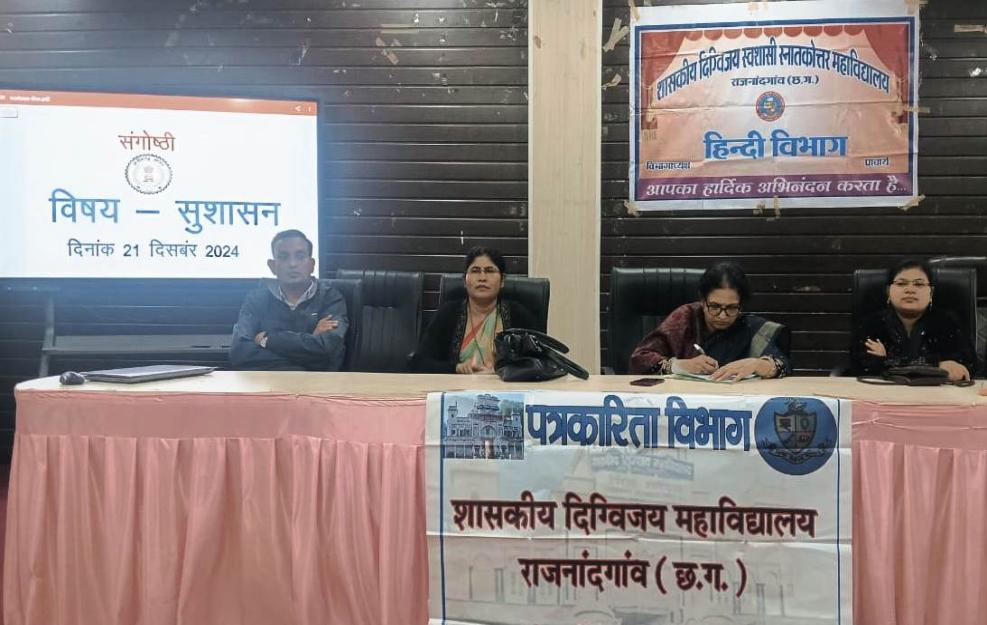 संगोष्ठी
विषय – सुशासन
दिनांक 21 दिसबंर 2024
शासकीय दिग्विजय स्वशासी स्नातकोत्तर महाविद्यालय
राजनांदगाँव (छ.ग.)
हिन्दी विभाग
विभागाध्यक्ष
प्राचार्य
आपका हार्दिक अभिनंदन करता है...
पत्रकारिता विभाग
शासकीय दिग्विजय महाविद्यालय
राजनांदगाँव ( छ.ग. )